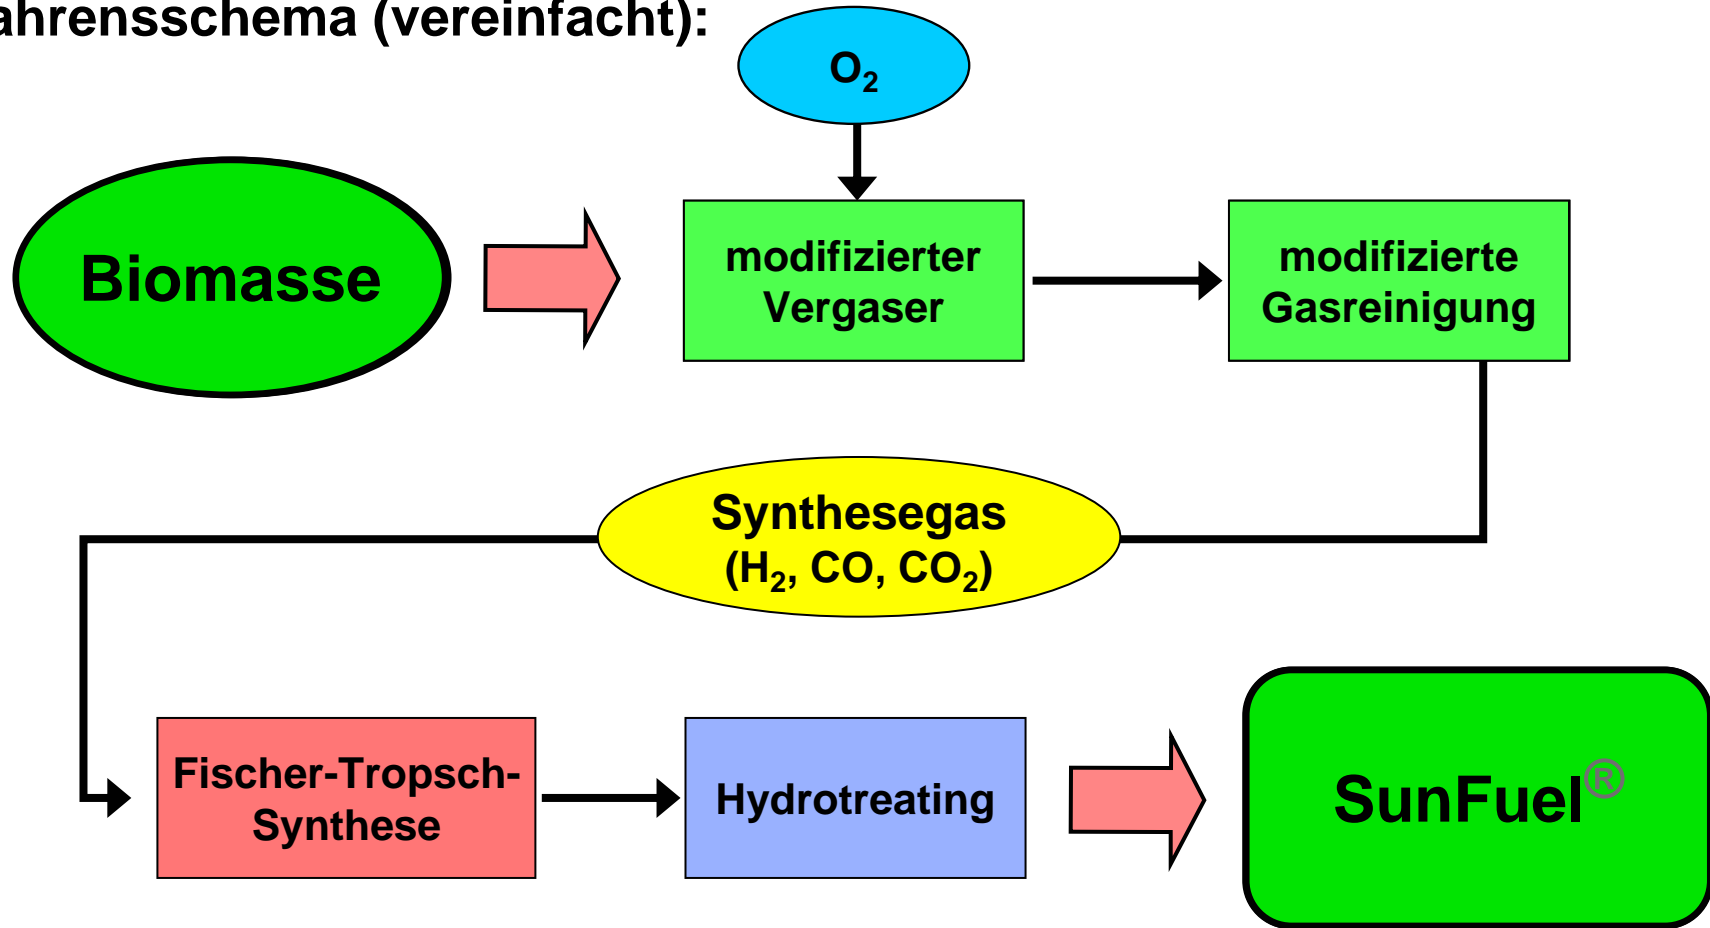 ahrensschema (vereinfacht):
O₂
Biomasse
modifizierter
Vergaser
modifizierte
Gasreinigung
Synthesegas
(H₂, CO, CO₂)
Fischer-Tropsch-
Synthese
Hydrotreating
SunFuel®